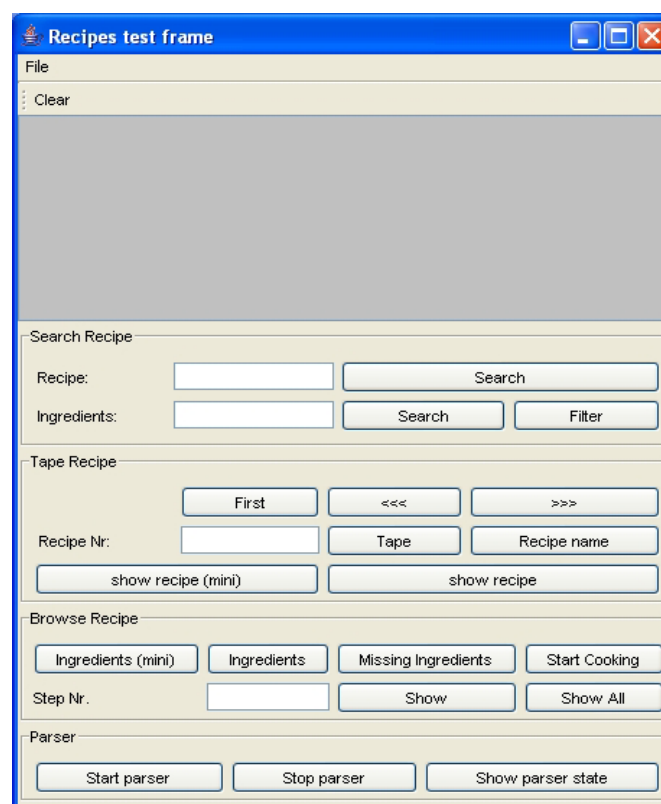 Recipes test frame
File
Clear
Search Recipe
Recipe: Search
Ingredients: Search Filter
Tape Recipe
First <<< >>>
Recipe Nr: Tape Recipe name
show recipe (mini) show recipe
Browse Recipe
Ingredients (mini) Ingredients Missing Ingredients Start Cooking
Step Nr. Show Show All
Parser
Start parser Stop parser Show parser state